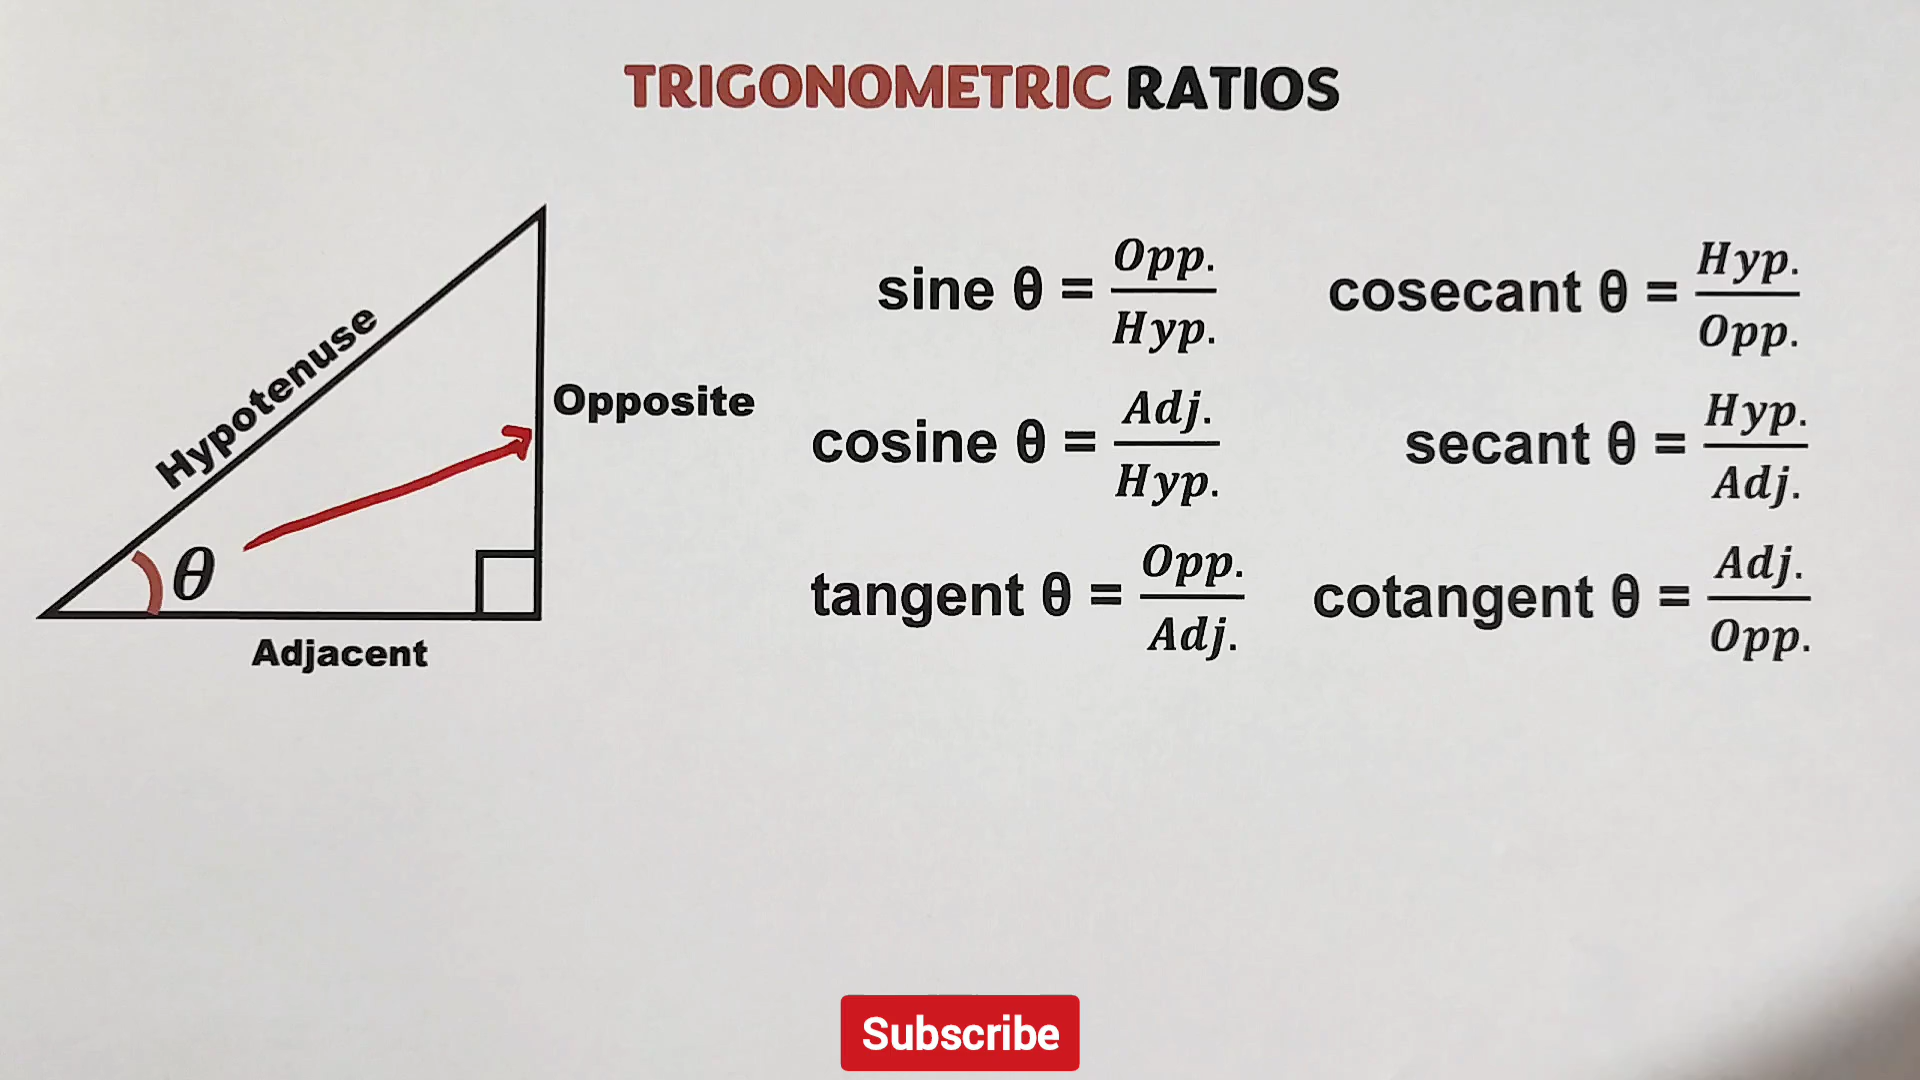 TRIGONOMETRIC RATIOS
Hypotenuse
Opposite
θ
Adjacent
sine θ = Opp. / Hyp.
cosecant θ = Hyp. / Opp.
cosine θ = Adj. / Hyp.
secant θ = Hyp. / Adj.
tangent θ = Opp. / Adj.
cotangent θ = Adj. / Opp.
Subscribe